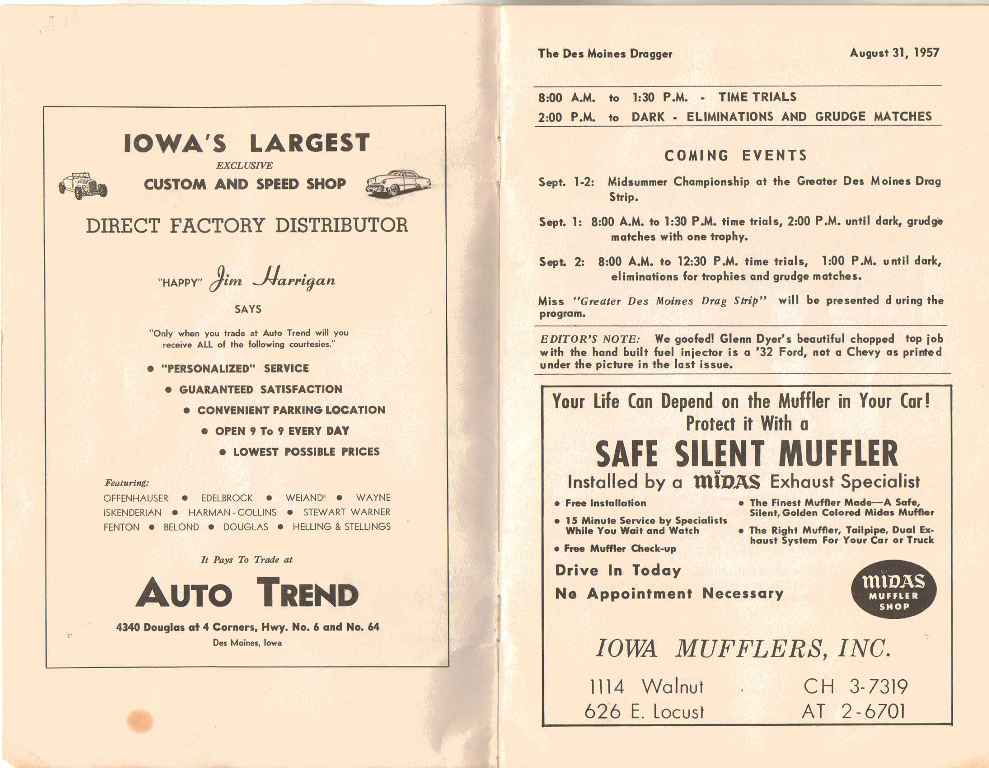 IOWA'S LARGEST
EXCLUSIVE
CUSTOM AND SPEED SHOP
DIRECT FACTORY DISTRIBUTOR
"HAPPY" Jim Harrigan
SAYS
"Only when you trade at Auto Trend will you
receive ALL of the following courtesies."
• "PERSONALIZED" SERVICE
• GUARANTEED SATISFACTION
• CONVENIENT PARKING LOCATION
• OPEN 9 To 9 EVERY DAY
• LOWEST POSSIBLE PRICES
Featuring:
OFFENHAUSER • EDELBROCK • WEIAND • WAYNE
ISKENDERIAN • HARMAN-COLLINS • STEWART WARNER
FENTON • BELOND • DOUGLAS • HELLING & STELLINGS
It Pays To Trade at
AUTO TREND
4340 Douglas at 4 Corners, Hwy. No. 6 and No. 64
Des Moines, Iowa
The Des Moines Dragger August 31, 1957
8:00 A.M. to 1:30 P.M. - TIME TRIALS
2:00 P.M. to DARK - ELIMINATIONS AND GRUDGE MATCHES
COMING EVENTS
Sept. 1-2: Midsummer Championship at the Greater Des Moines Drag
Strip.
Sept. 1: 8:00 A.M. to 1:30 P.M. time trials, 2:00 P.M. until dark, grudge
matches with one trophy.
Sept. 2: 8:00 A.M. to 12:30 P.M. time trials, 1:00 P.M. until dark,
eliminations for trophies and grudge matches.
Miss "Greater Des Moines Drag Strip" will be presented during the
program.
EDITOR'S NOTE: We goofed! Glenn Dyer's beautiful chopped top job
with the hand built fuel injector is a '32 Ford, not a Chevy as printed
under the picture in the last issue.
Your Life Can Depend on the Muffler in Your Car!
Protect it With a
SAFE SILENT MUFFLER
Installed by a MIDAS Exhaust Specialist
• Free Installation
• 15 Minute Service by Specialists
While You Wait and Watch
• Free Muffler Check-up
• The Finest Muffler Made—A Safe,
Silent, Golden Colored Midas Muffler
• The Right Muffler, Tailpipe, Dual Ex-
haust System For Your Car or Truck
Drive In Today
No Appointment Necessary
MIDAS
MUFFLER
SHOP
IOWA MUFFLERS, INC.
1114 Walnut CH 3-7319
626 E. Locust AT 2-6701